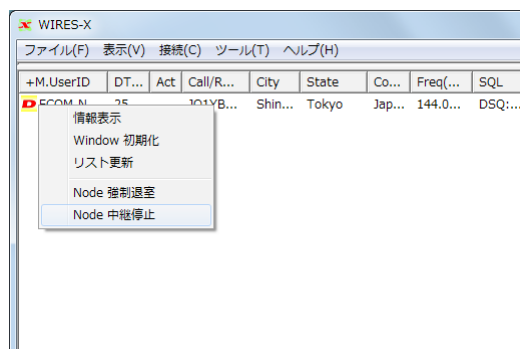 WIRES-X
ファイル(F) 表示(V) 接続(C) ツール(T) ヘルプ(H)
+M.UserID DT... Act Call/R... City State Co... Freq(... SQL
D 25 Shin... Tokyo Jap... 144.0... DSQ:...
情報表示
Window 初期化
リスト更新
Node 強制退室
Node 中継停止